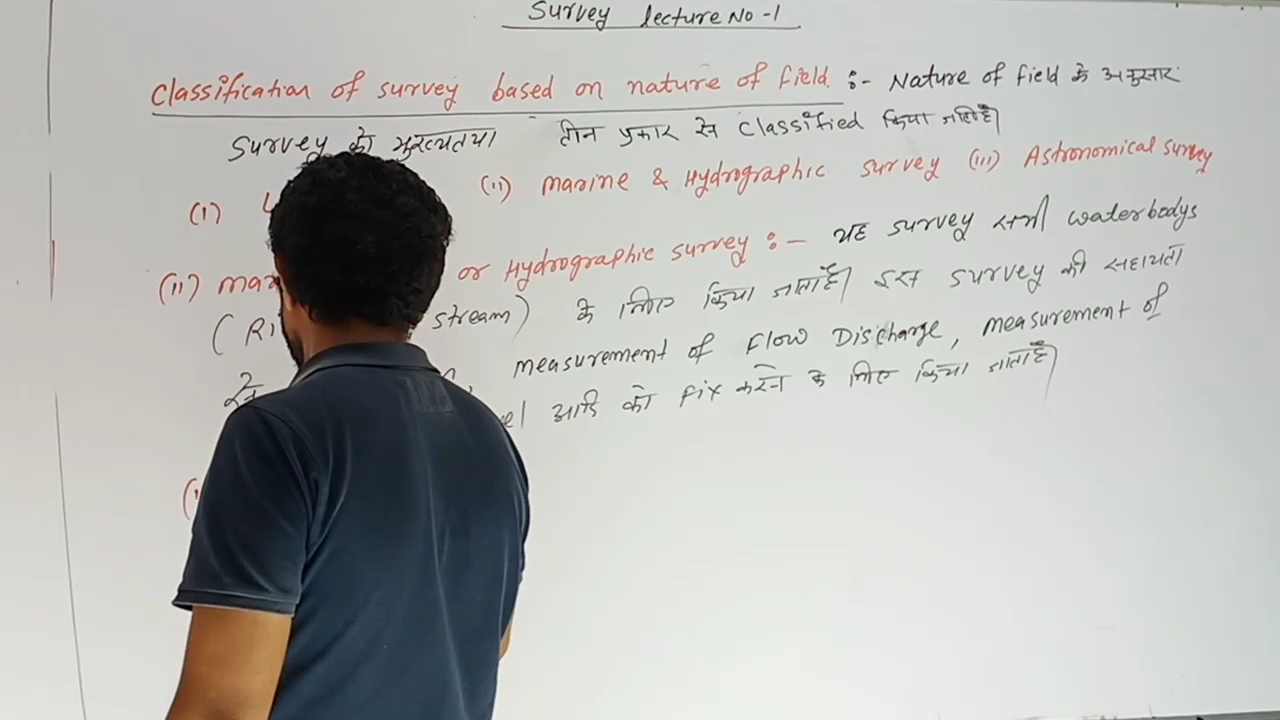 Survey lecture No -1
Classification of survey based on nature of field :- Nature of field के अनुसार
Survey को मुख्यतया तीन प्रकार से Classified किया जाता है।
(i) (ii) marine & Hydrographic survey (iii) Astronomical survey
(ii) or Hydrographic survey :- यह survey सभी waterbodys
stream) के लिए किया जाता है। इस survey की सहायता
measurement of Flow Discharge, measurement of
आदि को fix करने के लिए किया जाता है।